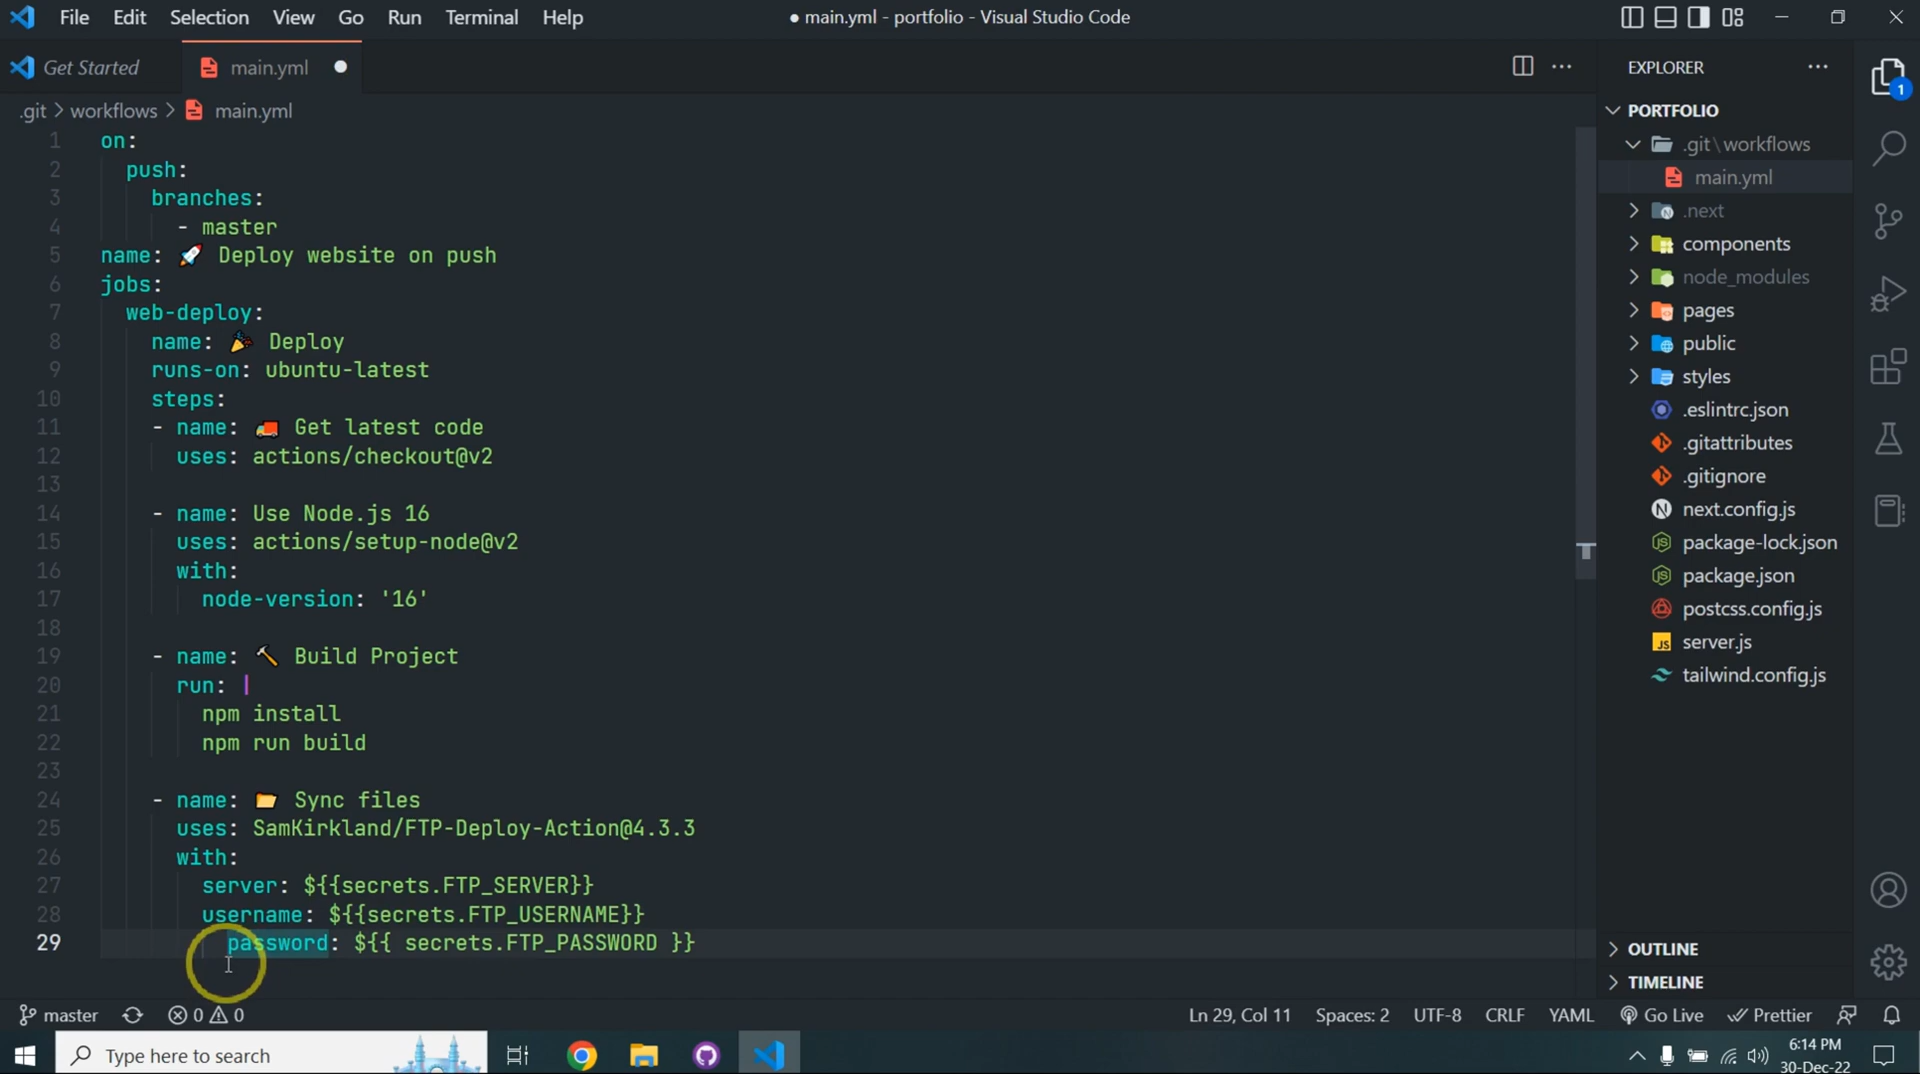 File Edit Selection View Go Run Terminal Help ● main.yml - portfolio - Visual Studio Code
Get Started main.yml ●
.git > workflows > main.yml
1 on:
2 push:
3 branches:
4 - master
5 name: 🚀 Deploy website on push
6 jobs:
7 web-deploy:
8 name: 🎉 Deploy
9 runs-on: ubuntu-latest
10 steps:
11 - name: 🚚 Get latest code
12 uses: actions/checkout@v2
13
14 - name: Use Node.js 16
15 uses: actions/setup-node@v2
16 with:
17 node-version: '16'
18
19 - name: 🔨 Build Project
20 run: |
21 npm install
22 npm run build
23
24 - name: 📂 Sync files
25 uses: SamKirkland/FTP-Deploy-Action@4.3.3
26 with:
27 server: ${{secrets.FTP_SERVER}}
28 username: ${{secrets.FTP_USERNAME}}
29 password: ${{ secrets.FTP_PASSWORD }}
EXPLORER
1
PORTFOLIO
.git\workflows
main.yml
.next
components
node_modules
pages
public
styles
.eslintrc.json
.gitattributes
.gitignore
next.config.js
package-lock.json
package.json
postcss.config.js
server.js
tailwind.config.js
OUTLINE
TIMELINE
master 0 0 Ln 29, Col 11 Spaces: 2 UTF-8 CRLF YAML Go Live Prettier
Type here to search
6:14 PM
30-Dec-22